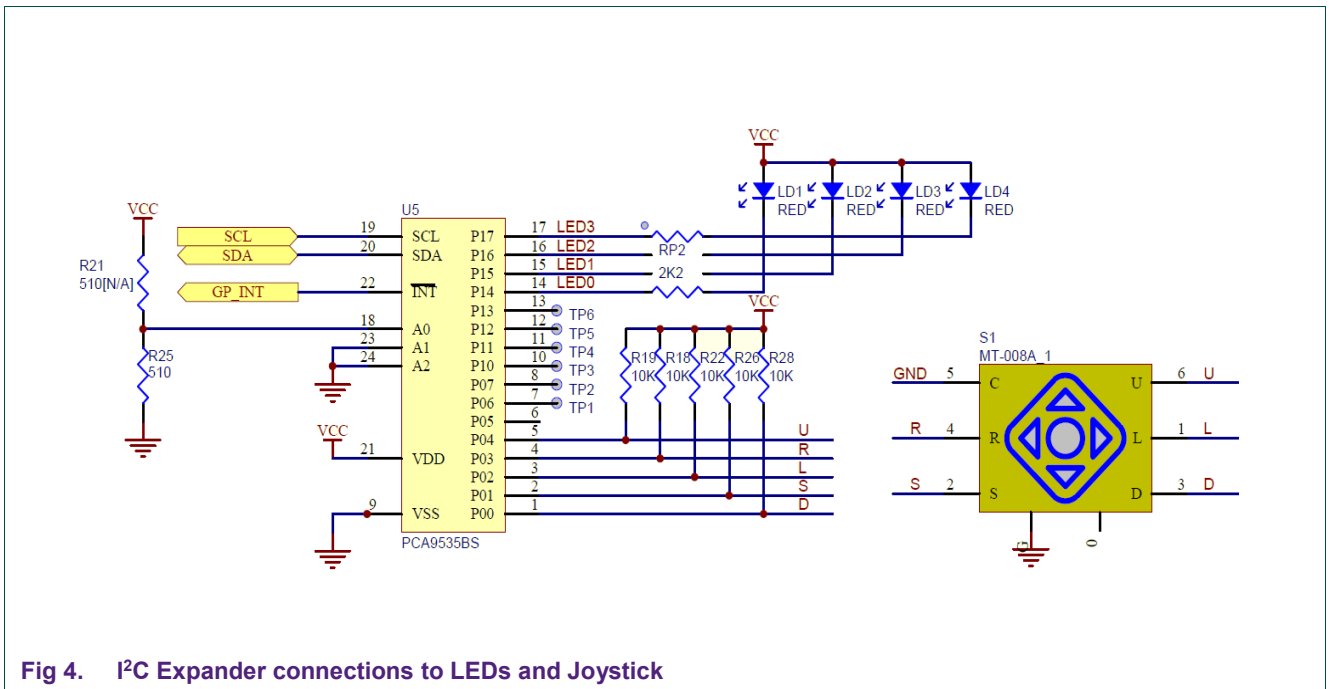 VCC
LD1
RED
LD2
RED
LD3
RED
LD4
RED
VCC
R21
510[N/A]
R25
510
SCL
SDA
GP_INT
VCC
U5
19 SCL
20 SDA
22 INT
18 A0
23 A1
24 A2
21 VDD
9 VSS
P17 17 LED3
P16 16 LED2
P15 15 LED1
P14 14 LED0
P13 13 TP6
P12 12 TP5
P11 11 TP4
P10 10 TP3
P07 8 TP2
P06 7 TP1
P05 6
P04 5 U
P03 4 R
P02 3 L
P01 2 S
P00 1 D
PCA9535BS
RP2
2K2
VCC
R19
10K
R18
10K
R22
10K
R26
10K
R28
10K
S1
MT-008A_1
GND 5 C
R 4 R
S 2 S
U 6 U
L 1 L
D 3 D
G
0
Fig 4. I²C Expander connections to LEDs and Joystick